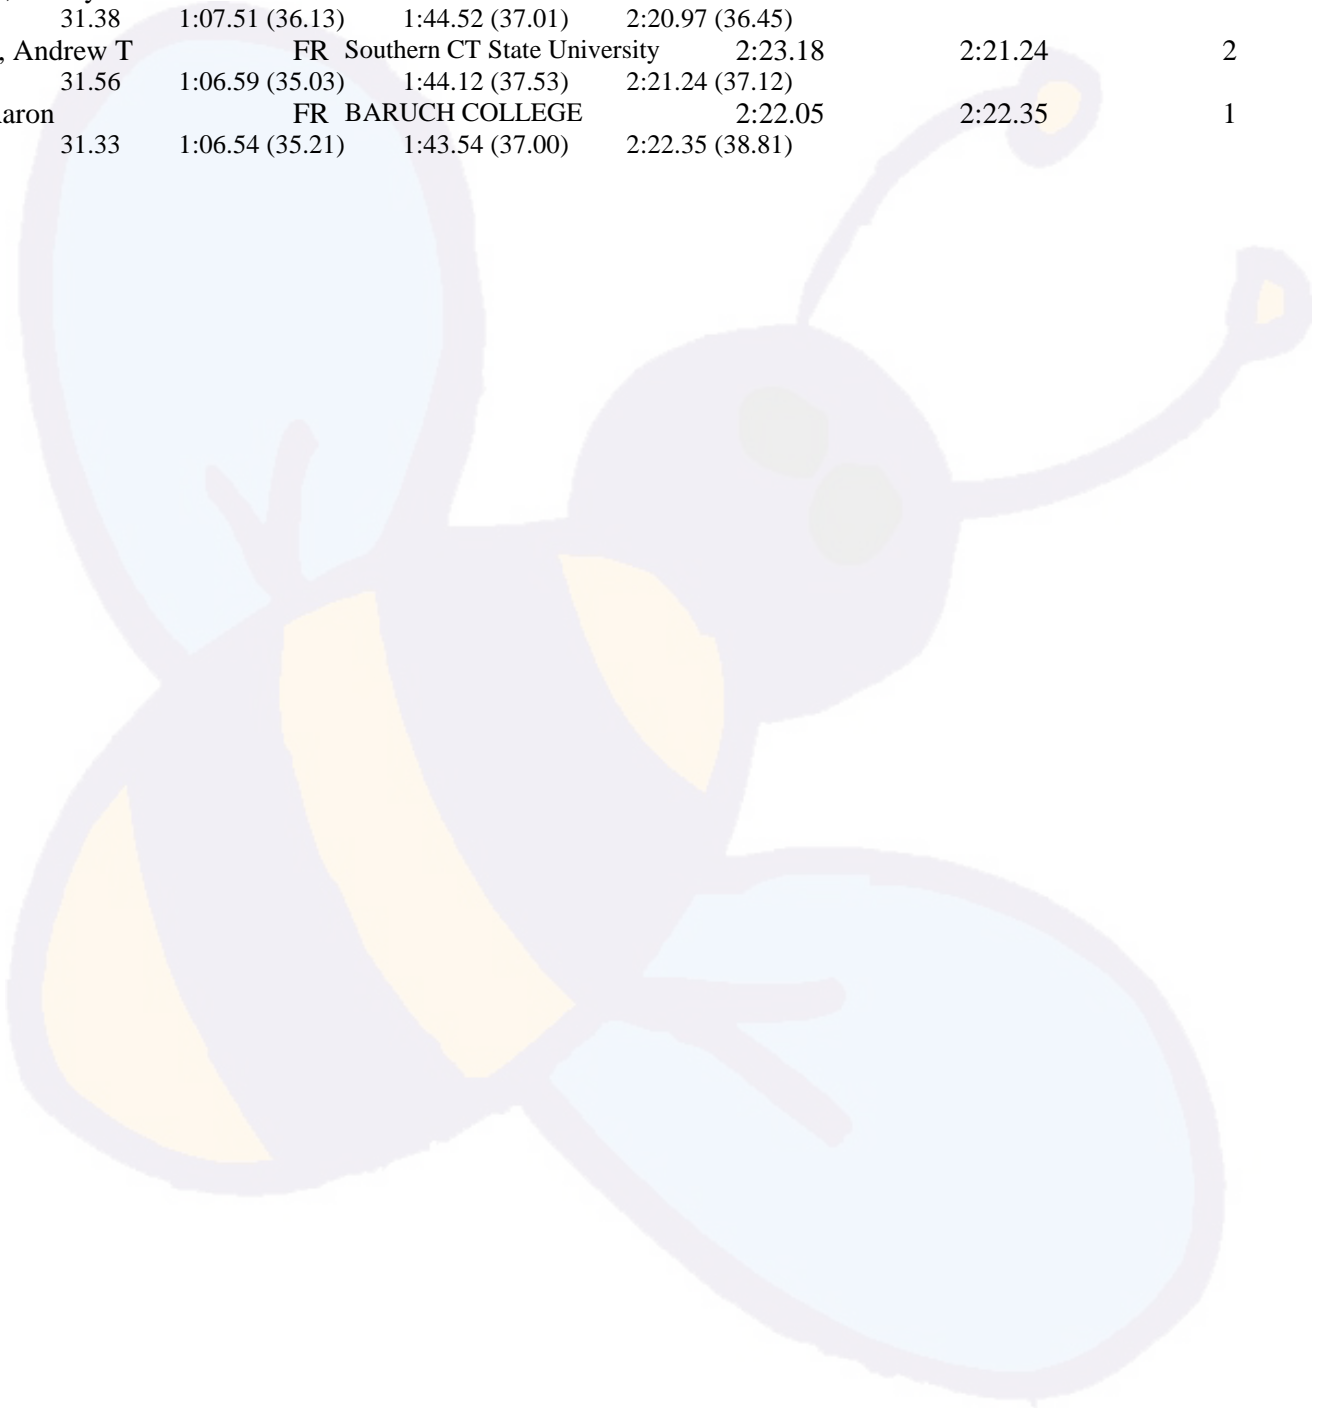 31.38 1:07.51 (36.13) 1:44.52 (37.01) 2:20.97 (36.45)
, Andrew T FR Southern CT State University 2:23.18 2:21.24 2
31.56 1:06.59 (35.03) 1:44.12 (37.53) 2:21.24 (37.12)
aron FR BARUCH COLLEGE 2:22.05 2:22.35 1
31.33 1:06.54 (35.21) 1:43.54 (37.00) 2:22.35 (38.81)